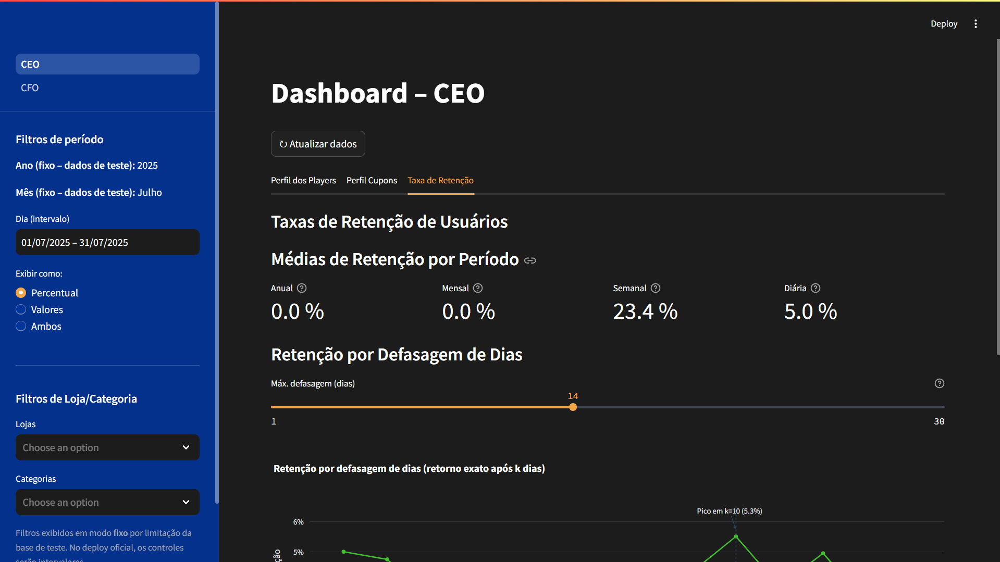 Deploy
CEO
CFO
Filtros de período
Ano (fixo – dados de teste): 2025
Mês (fixo – dados de teste): Julho
Dia (intervalo)
01/07/2025 – 31/07/2025
Exibir como:
Percentual
Valores
Ambos
Filtros de Loja/Categoria
Lojas
Choose an option
Categorias
Choose an option
Filtros exibidos em modo fixo por limitação da
base de teste. No deploy oficial, os controles
serão intervalares.
Dashboard – CEO
↻ Atualizar dados
Perfil dos Players Perfil Cupons Taxa de Retenção
Taxas de Retenção de Usuários
Médias de Retenção por Período
Anual Mensal Semanal Diária
0.0 % 0.0 % 23.4 % 5.0 %
Retenção por Defasagem de Dias
Máx. defasagem (dias)
14
1 30
Retenção por defasagem de dias (retorno exato após k dias)
Pico em k=10 (5.3%)
6%
5%